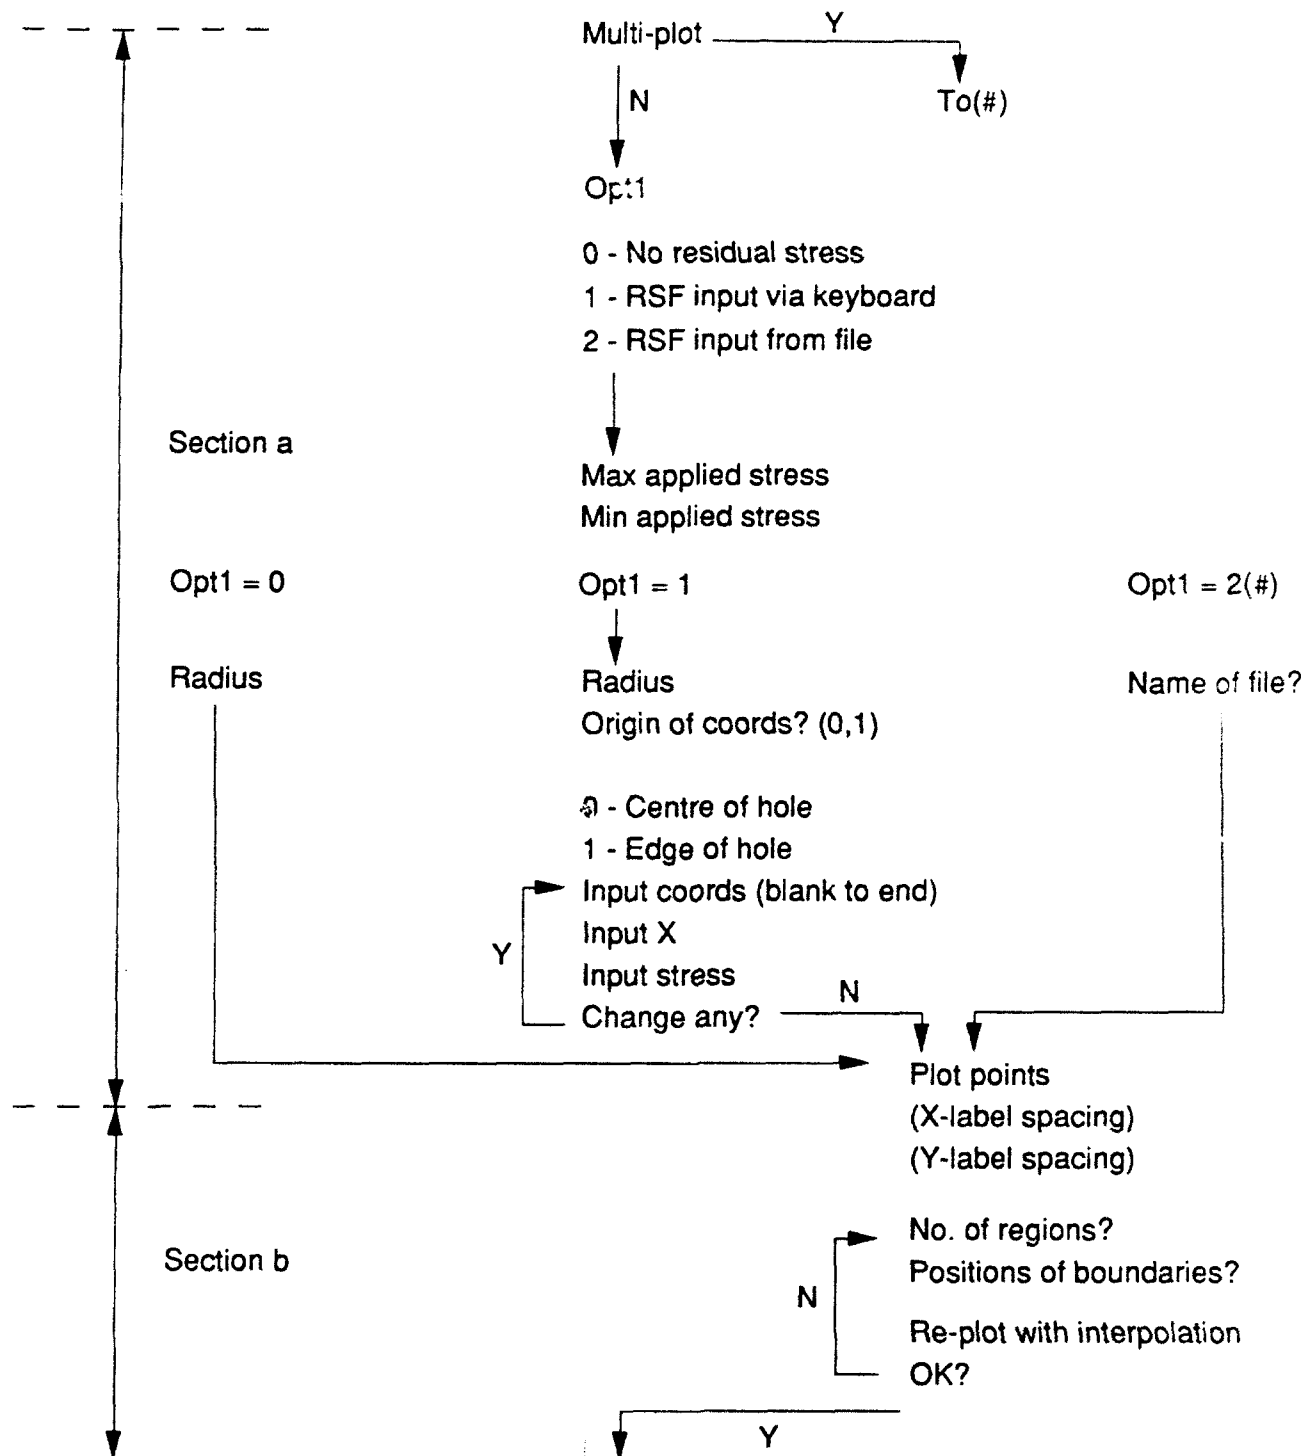 Multi-plot
Y
N
To(#)
Opt1
0 - No residual stress
1 - RSF input via keyboard
2 - RSF input from file
Section a
Max applied stress
Min applied stress
Opt1 = 0
Opt1 = 1
Opt1 = 2(#)
Radius
Radius
Name of file?
Origin of coords? (0,1)
0 - Centre of hole
1 - Edge of hole
Input coords (blank to end)
Input X
Y
Input stress
Change any?
N
Plot points
(X-label spacing)
(Y-label spacing)
Section b
No. of regions?
Positions of boundaries?
N
Re-plot with interpolation
OK?
Y